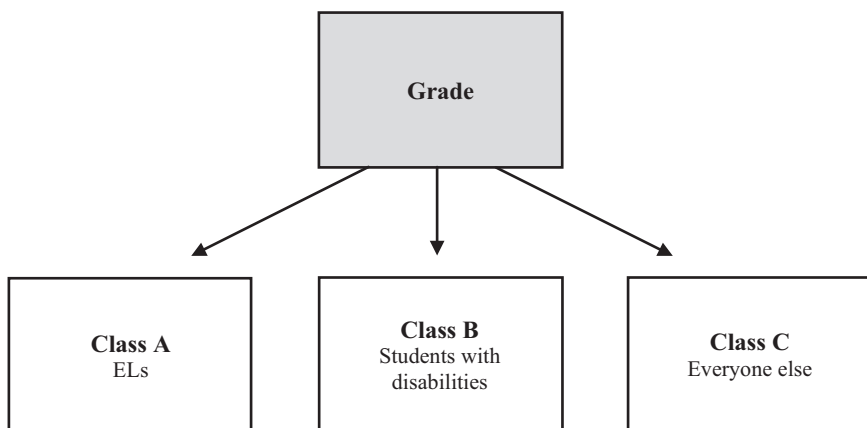 Grade
Class A
ELs
Class B
Students with
disabilities
Class C
Everyone else